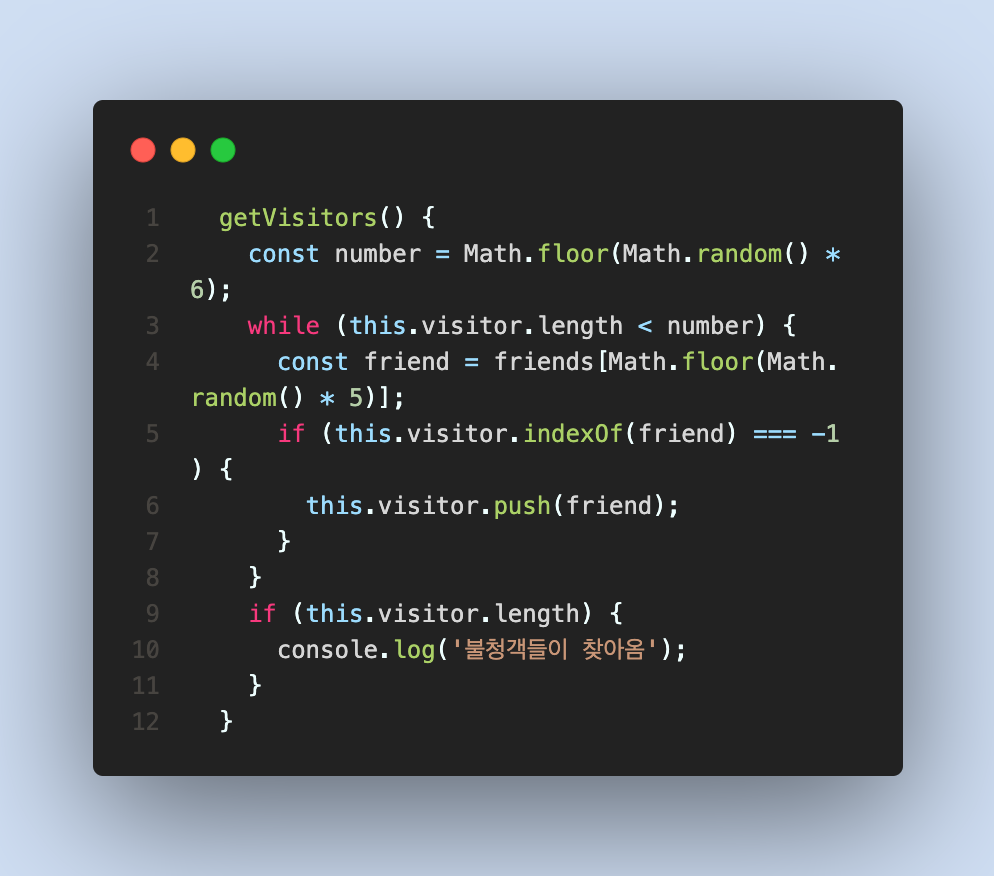 1 getVisitors() {
2 const number = Math.floor(Math.random() *
6);
3 while (this.visitor.length < number) {
4 const friend = friends[Math.floor(Math.
random() * 5)];
5 if (this.visitor.indexOf(friend) === -1
) {
6 this.visitor.push(friend);
7 }
8 }
9 if (this.visitor.length) {
10 console.log('불청객들이 찾아옴');
11 }
12 }